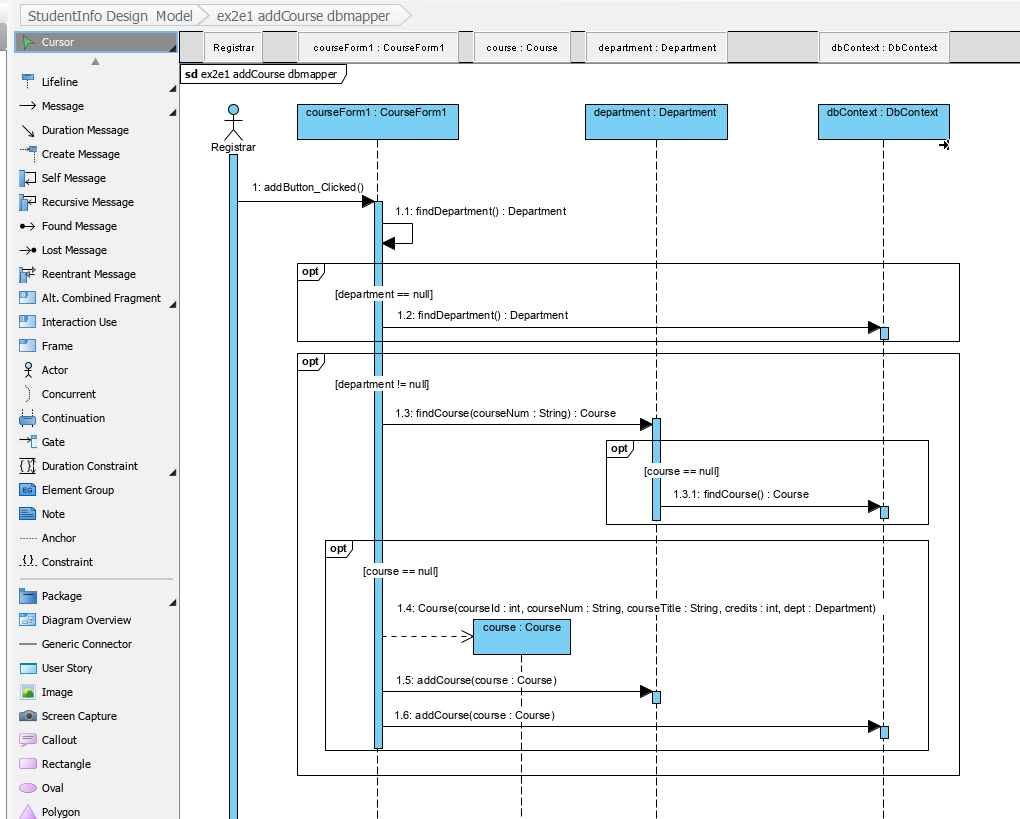 StudentInfo Design Model
ex2e1 addCourse dbmapper
Cursor
Lifeline
Message
Duration Message
Create Message
Self Message
Recursive Message
Found Message
Lost Message
Reentrant Message
Alt. Combined Fragment
Interaction Use
Frame
Actor
Concurrent
Continuation
Gate
Duration Constraint
EG
Element Group
Note
Anchor
Constraint
Package
Diagram Overview
Generic Connector
User Story
Image
Screen Capture
Callout
Rectangle
Oval
Polygon
Registrar
courseForm1 : CourseForm1
course : Course
department : Department
dbContext : DbContext
sd ex2e1 addCourse dbmapper
courseForm1 : CourseForm1
department : Department
dbContext : DbContext
Registrar
1: addButton_Clicked()
1.1: findDepartment() : Department
opt
[department == null]
1.2: findDepartment() : Department
opt
[department != null]
1.3: findCourse(courseNum : String) : Course
opt
[course == null]
1.3.1: findCourse() : Course
opt
[course == null]
1.4: Course(courseId : int, courseNum : String, courseTitle : String, credits : int, dept : Department)
course : Course
1.5: addCourse(course : Course)
1.6: addCourse(course : Course)